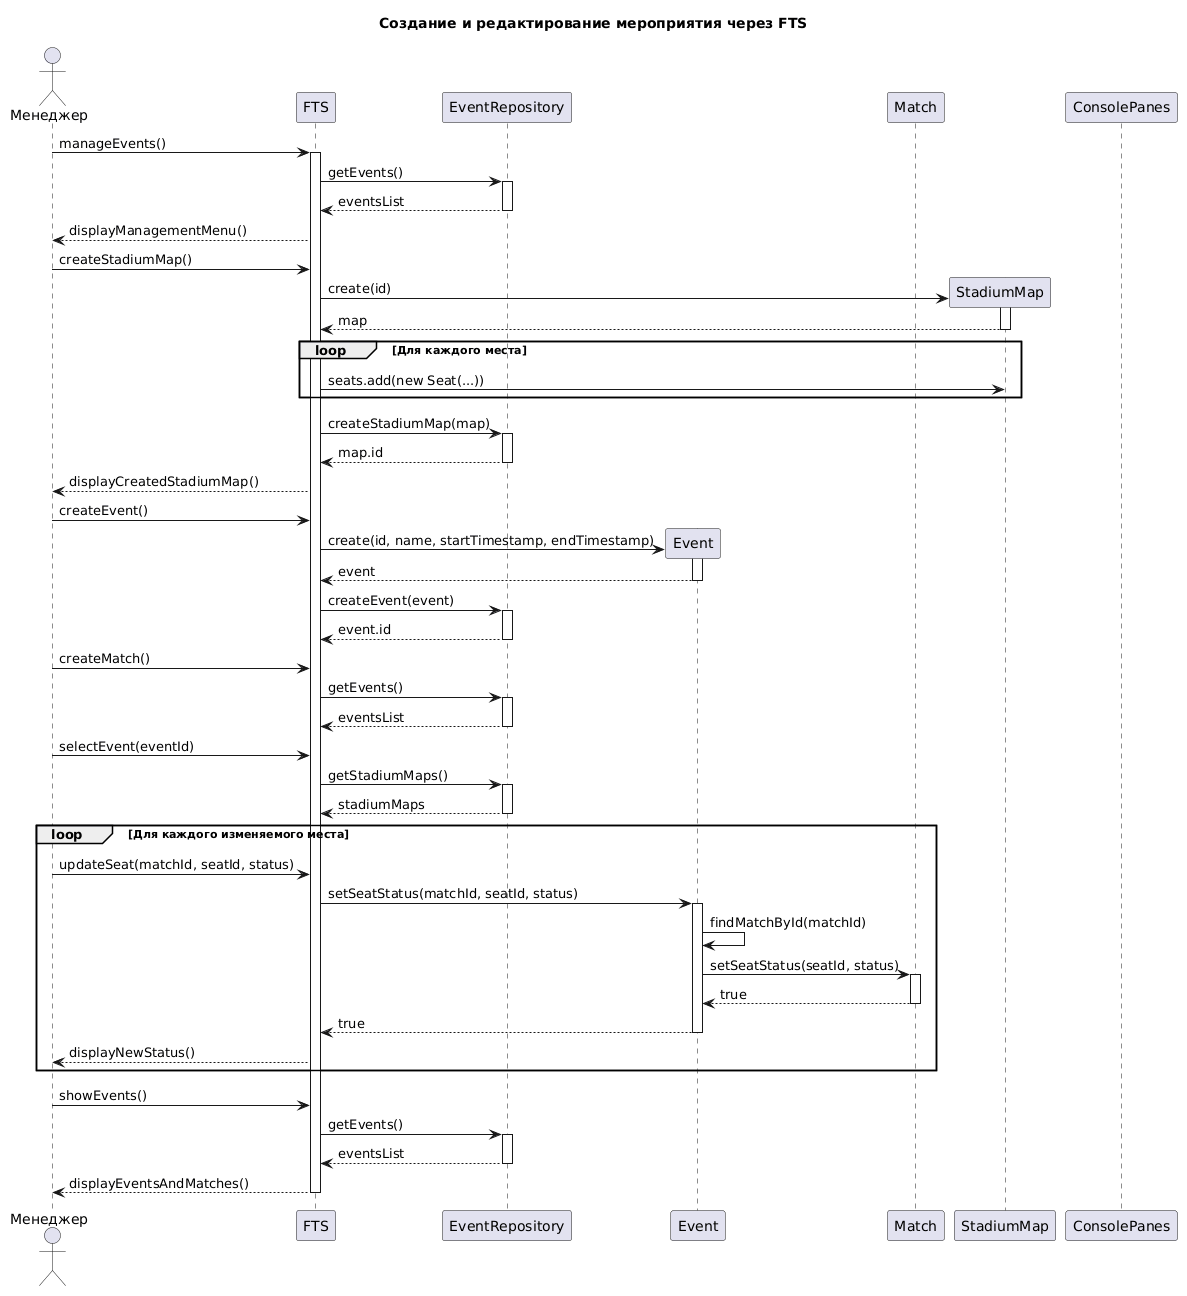 Создание и редактирование мероприятия через FTS
Менеджер
FTS
EventRepository
Match
ConsolePanes
manageEvents()
getEvents()
eventsList
displayManagementMenu()
createStadiumMap()
create(id)
StadiumMap
map
loop [Для каждого места]
seats.add(new Seat(...))
createStadiumMap(map)
map.id
displayCreatedStadiumMap()
createEvent()
create(id, name, startTimestamp, endTimestamp)
Event
event
createEvent(event)
event.id
createMatch()
getEvents()
eventsList
selectEvent(eventId)
getStadiumMaps()
stadiumMaps
loop [Для каждого изменяемого места]
updateSeat(matchId, seatId, status)
setSeatStatus(matchId, seatId, status)
findMatchById(matchId)
setSeatStatus(seatId, status)
true
true
displayNewStatus()
showEvents()
getEvents()
eventsList
displayEventsAndMatches()
Менеджер
FTS
EventRepository
Event
Match
StadiumMap
ConsolePanes